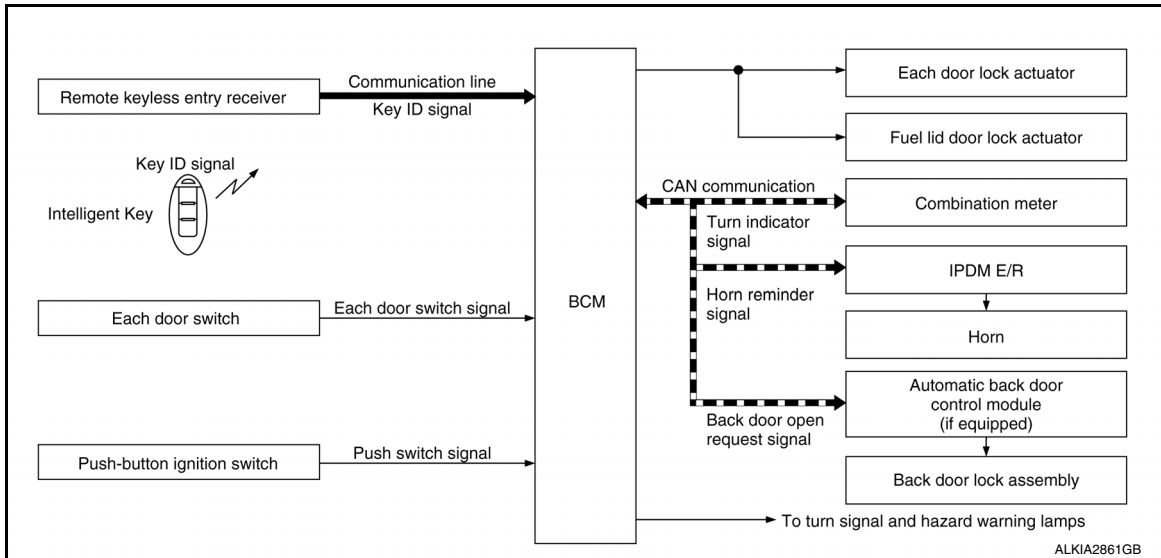 Remote keyless entry receiver
Communication line
Key ID signal
Key ID signal
Intelligent Key
Each door switch
Each door switch signal
Push-button ignition switch
Push switch signal
BCM
Each door lock actuator
Fuel lid door lock actuator
CAN communication
Combination meter
Turn indicator
signal
IPDM E/R
Horn reminder
signal
Horn
Automatic back door
control module
(if equipped)
Back door open
request signal
Back door lock assembly
To turn signal and hazard warning lamps
ALKIA2861GB